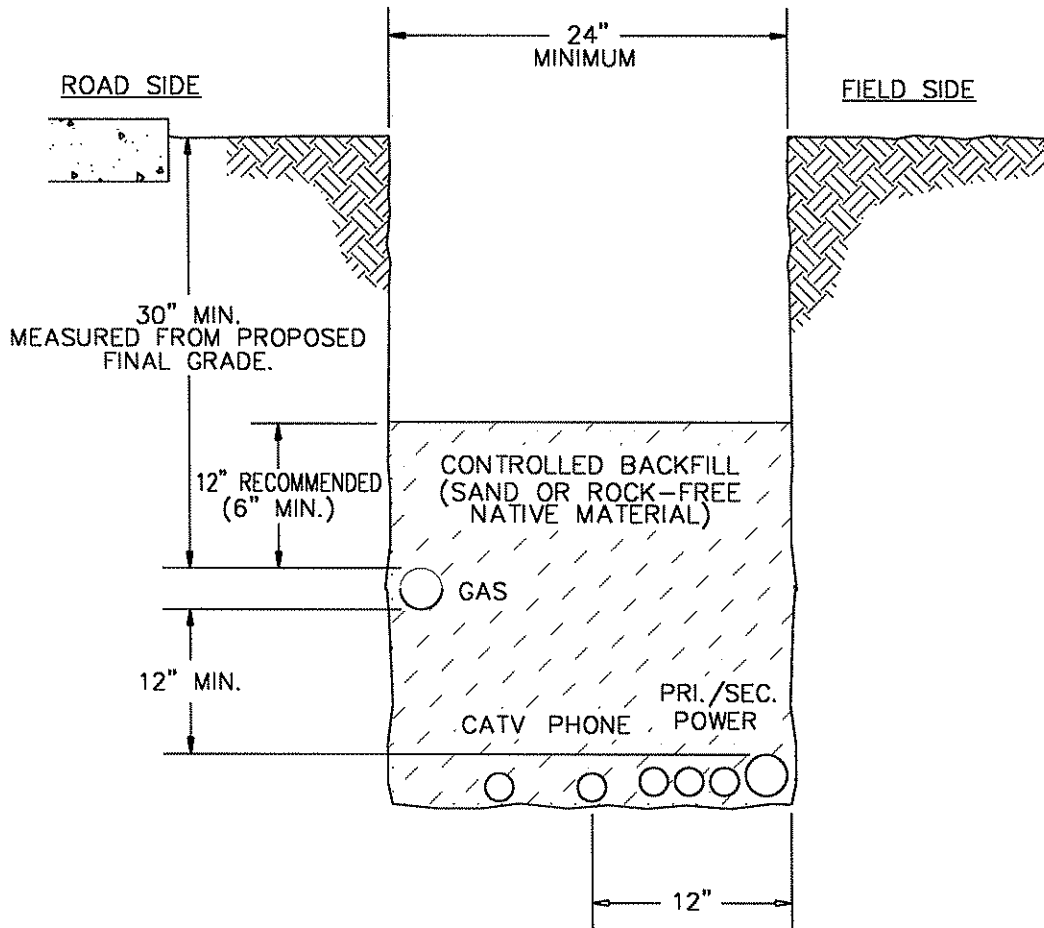 24"
MINIMUM
ROAD SIDE
FIELD SIDE
30" MIN.
MEASURED FROM PROPOSED
FINAL GRADE.
12" RECOMMENDED
(6" MIN.)
CONTROLLED BACKFILL
(SAND OR ROCK-FREE
NATIVE MATERIAL)
GAS
12" MIN.
PRI./SEC.
CATV PHONE POWER
12"